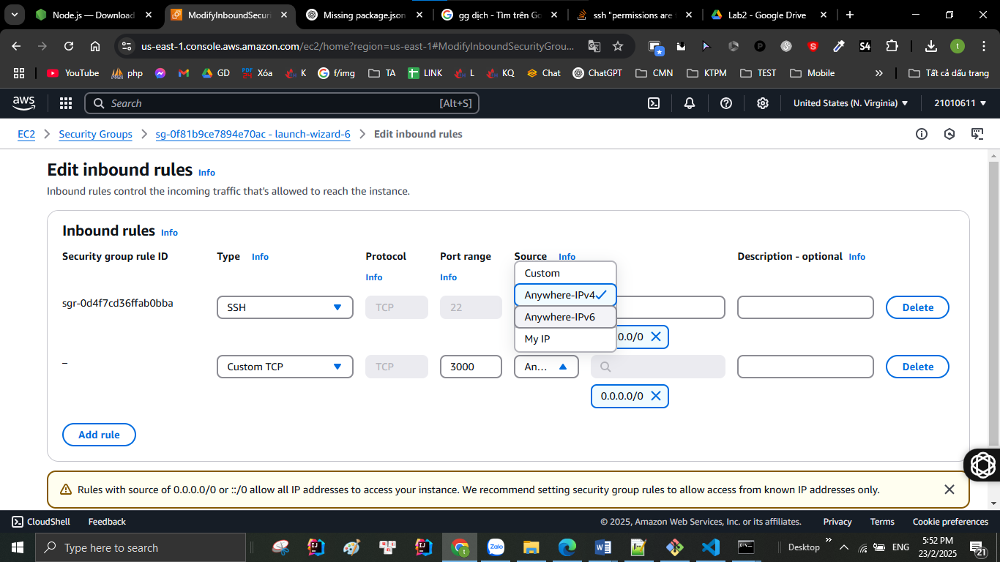 Node.js — Download
ModifyInboundSecuri
Missing package.json
gg dịch - Tìm trên Go
ssh "permissions are t
Lab2 - Google Drive
us-east-1.console.aws.amazon.com/ec2/home?region=us-east-1#ModifyInboundSecurityGrou...
YouTube
php
GD
PDF 24
Xóa
K
f/img
TA
LINK
L
KQ
Chat
ChatGPT
CMN
KTPM
TEST
Mobile
Tất cả dấu trang
aws
Search
[Alt+S]
United States (N. Virginia)
21010611
EC2
Security Groups
sg-0f81b9ce7894e70ac - launch-wizard-6
Edit inbound rules
Edit inbound rules Info
Inbound rules control the incoming traffic that's allowed to reach the instance.
Inbound rules Info
Security group rule ID
Type Info
Protocol
Info
Port range
Info
Source Info
Description - optional Info
Custom
Anywhere-IPv4
Anywhere-IPv6
My IP
sgr-0d4f7cd36ffab0bba
SSH
TCP
22
Delete
0.0/0
–
Custom TCP
TCP
3000
An...
Delete
0.0.0.0/0
Add rule
Rules with source of 0.0.0.0/0 or ::/0 allow all IP addresses to access your instance. We recommend setting security group rules to allow access from known IP addresses only.
CloudShell
Feedback
© 2025, Amazon Web Services, Inc. or its affiliates.
Privacy
Terms
Cookie preferences
Type here to search
Zalo
Desktop
ENG
5:52 PM
23/2/2025
21